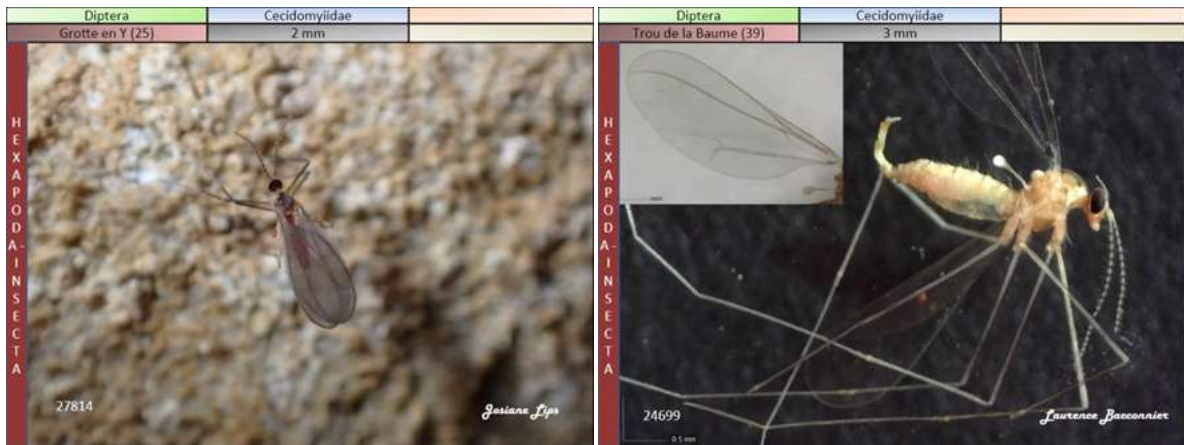 Diptera
Cecidomyiidae
Grotte en Y (25)
2 mm
HEXAPODA-INSECTA
27814
Josiane Lips
Diptera
Cecidomyiidae
Trou de la Baume (39)
3 mm
HEXAPODA-INSECTA
24699
0.5 mm
Laurence Bacconnier